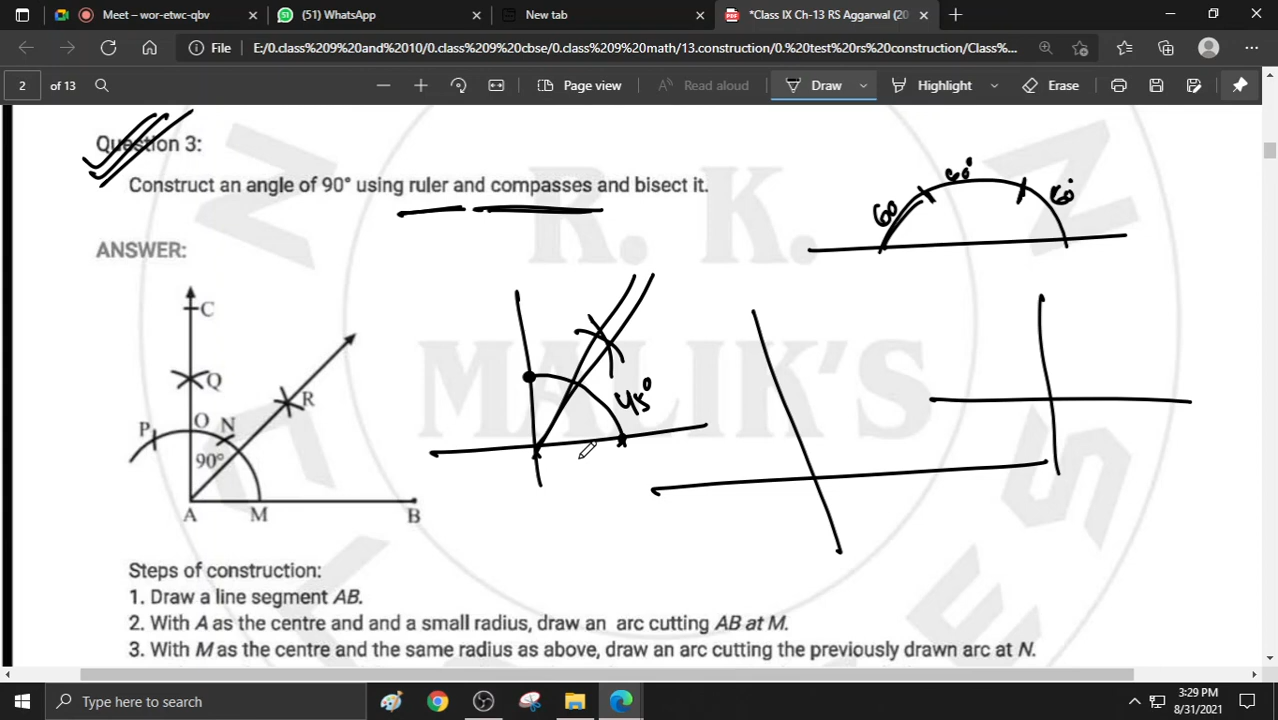 Meet – wor-etwc-qbv
(51) WhatsApp
New tab
*Class IX Ch-13 RS Aggarwal (20
File
E:/0.class%209%20and%2010/0.class%209%20cbse/0.class%209%20math/13.construction/0.%20test%20rs%20construction/Class%...
2 of 13
Page view
Read aloud
Draw
Highlight
Erase
Question 3:
Construct an angle of 90° using ruler and compasses and bisect it.
ANSWER:
60
60°
60°
R. K.
MALIK'S
C
Q
P
O
N
R
90°
A
M
B
45°
Steps of construction:
1. Draw a line segment AB.
2. With A as the centre and and a small radius, draw an arc cutting AB at M.
3. With M as the centre and the same radius as above, draw an arc cutting the previously drawn arc at N.
Type here to search
3:29 PM
8/31/2021